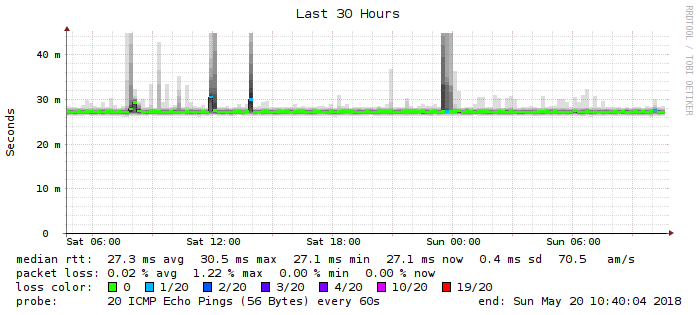 Last 30 Hours
RRDTOOL / TOBI OETIKER
Seconds
40 m
30 m
20 m
10 m
0
Sat 06:00 Sat 12:00 Sat 18:00 Sun 00:00 Sun 06:00
median rtt: 27.3 ms avg 30.5 ms max 27.1 ms min 27.1 ms now 0.4 ms sd 70.5 am/s
packet loss: 0.02 % avg 1.22 % max 0.00 % min 0.00 % now
loss color: 0 1/20 2/20 3/20 4/20 10/20 19/20
probe: 20 ICMP Echo Pings (56 Bytes) every 60s end: Sun May 20 10:40:04 2018